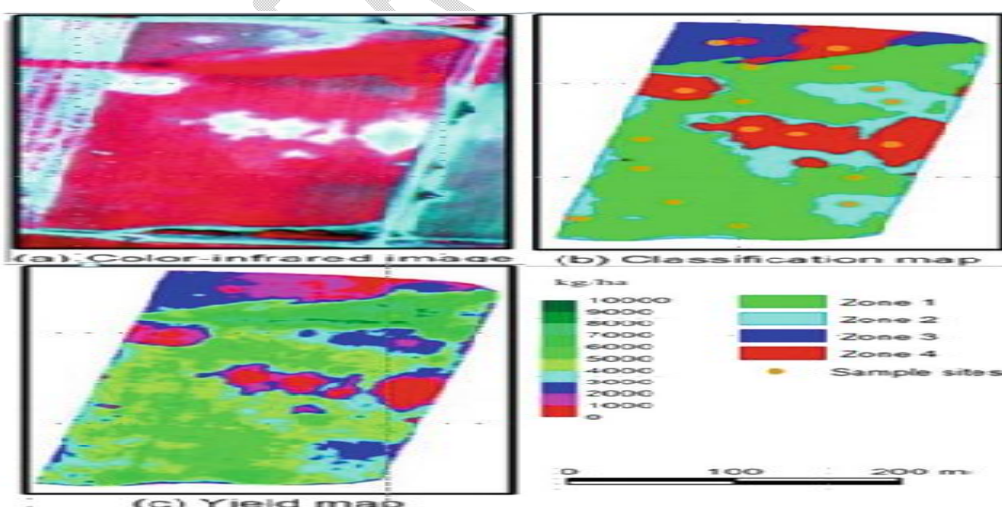 (a) Color-infrared image
(b) Classification map
kg/ha
10000
9000
8000
7000
6000
5000
4000
3000
2000
1000
0
Zone 1
Zone 2
Zone 3
Zone 4
Sample sites
0 100 200 m
(c) Yield map